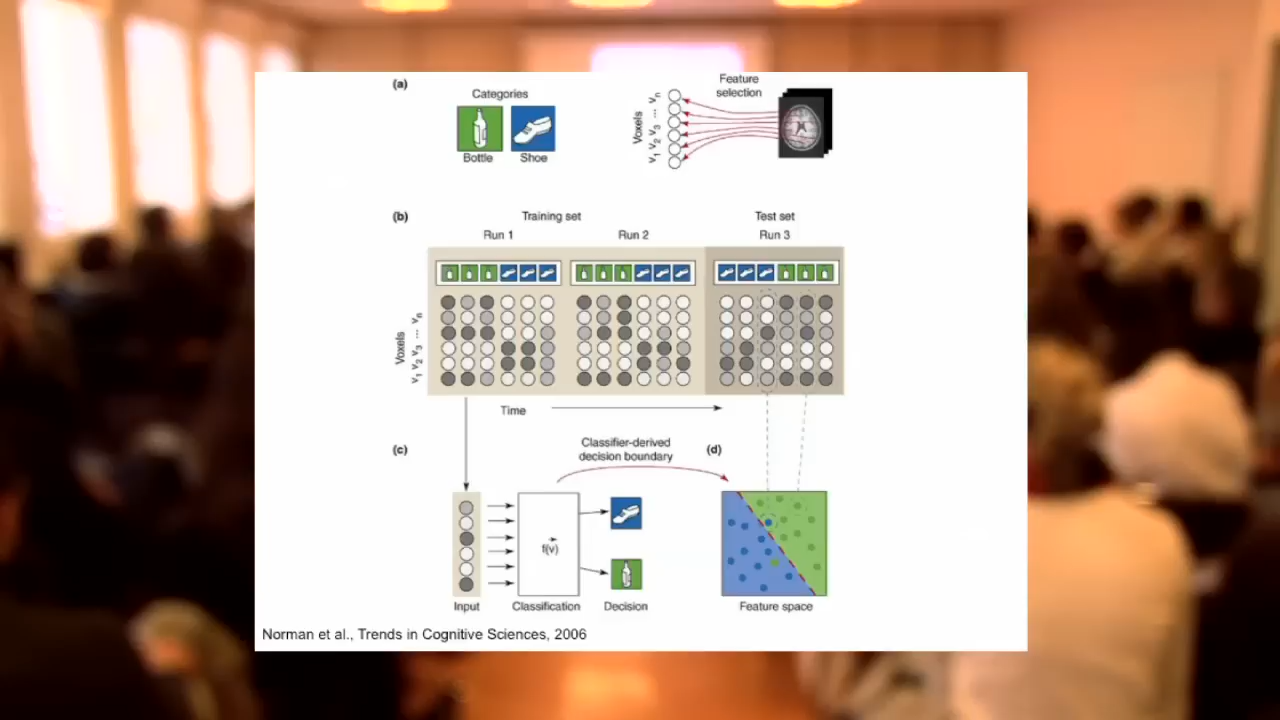 (a)
Categories
Bottle
Shoe
Feature
selection
Voxels
v1 v2 v3 ... vn
(b)
Training set
Test set
Run 1
Run 2
Run 3
Voxels
v1 v2 v3 ... vn
Time
(c)
Classifier-derived
decision boundary
(d)
f(v)
Input
Classification
Decision
Feature space
Norman et al., Trends in Cognitive Sciences, 2006